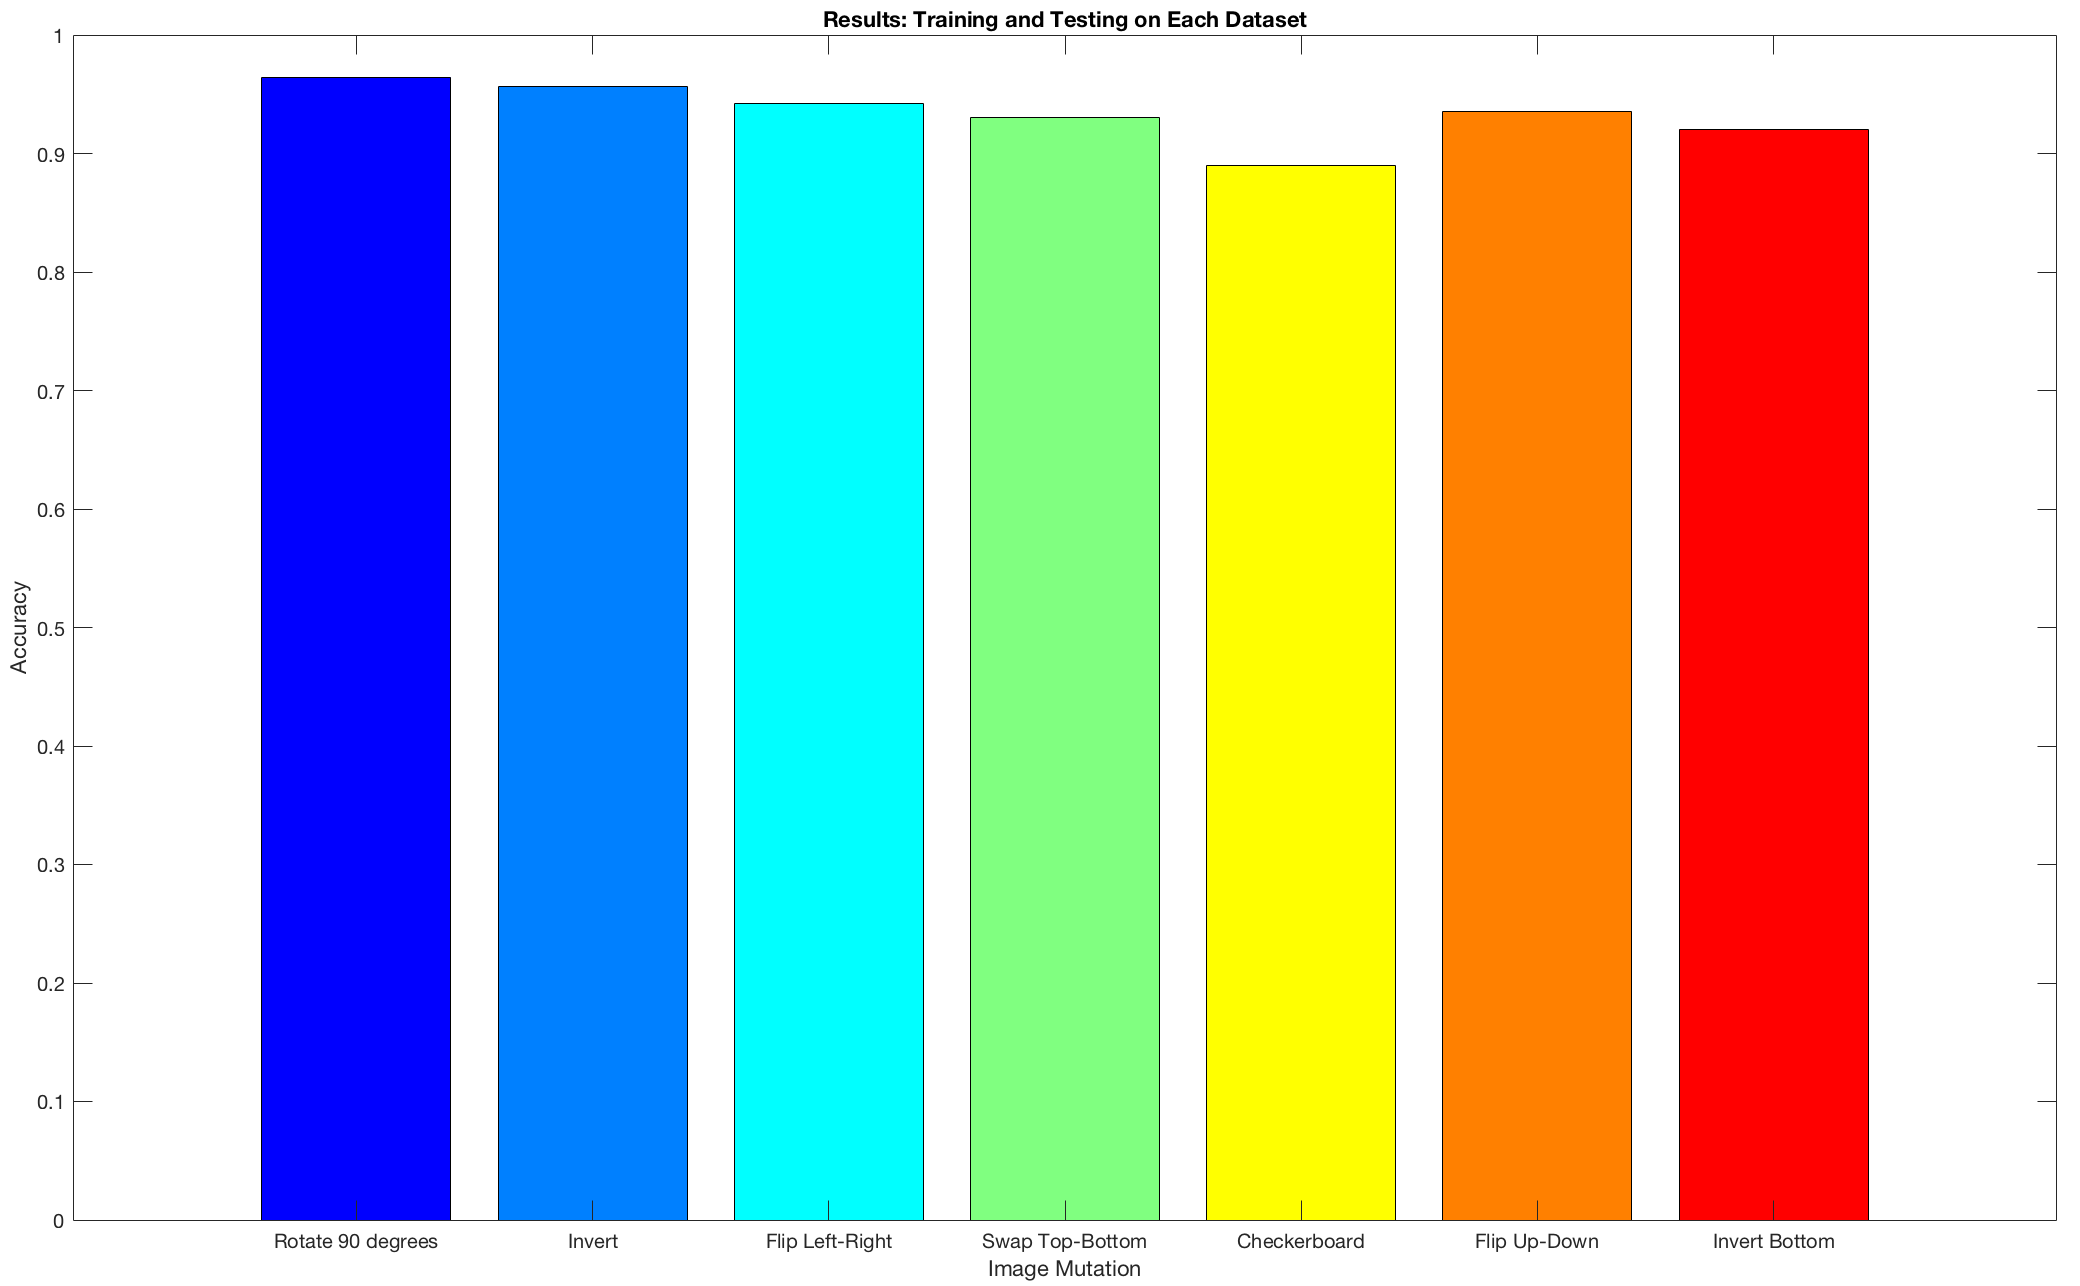 Results: Training and Testing on Each Dataset
1
0.9
0.8
0.7
0.6
0.5
0.4
0.3
0.2
0.1
0
Accuracy
Rotate 90 degrees
Invert
Flip Left-Right
Swap Top-Bottom
Checkerboard
Flip Up-Down
Invert Bottom
Image Mutation